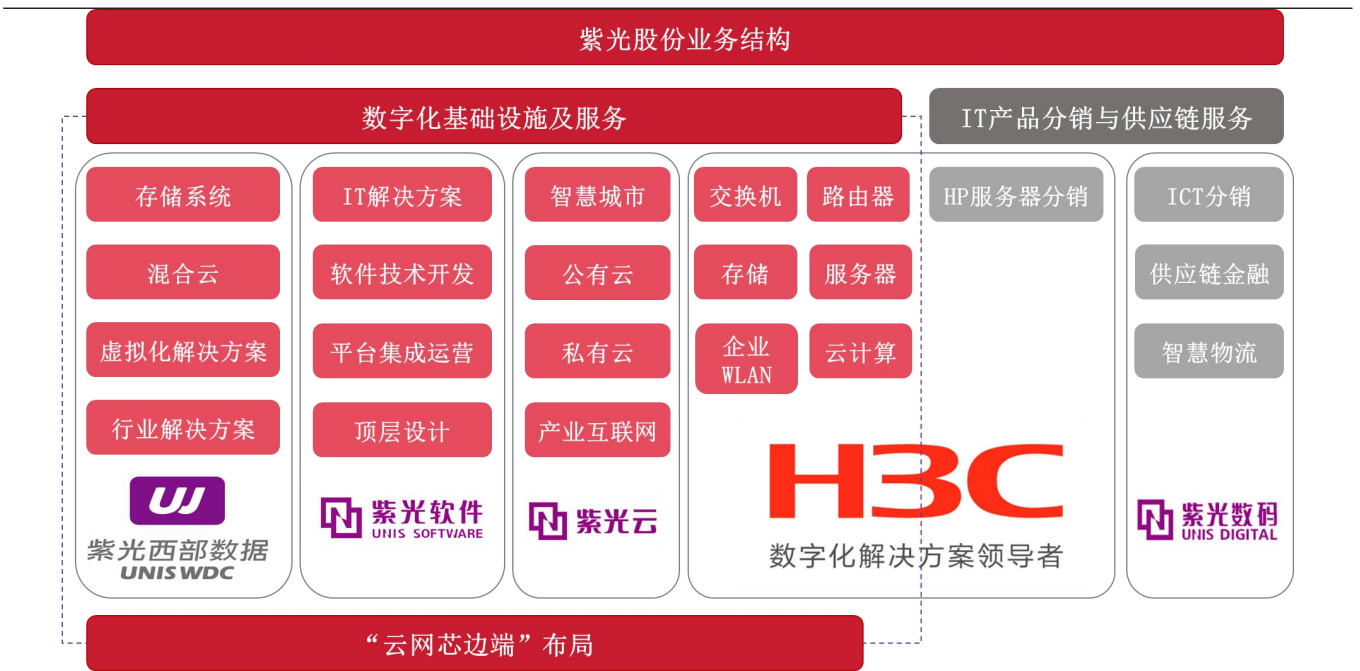 紫光股份业务结构
数字化基础设施及服务
IT产品分销与供应链服务
存储系统
混合云
虚拟化解决方案
行业解决方案
紫光西部数据
UNISWDC
IT解决方案
软件技术开发
平台集成运营
顶层设计
紫光软件
UNIS SOFTWARE
智慧城市
公有云
私有云
产业互联网
紫光云
交换机
路由器
存储
服务器
企业
WLAN
云计算
HP服务器分销
H3C
数字化解决方案领导者
ICT分销
供应链金融
智慧物流
紫光数码
UNIS DIGITAL
“云网芯边端”布局